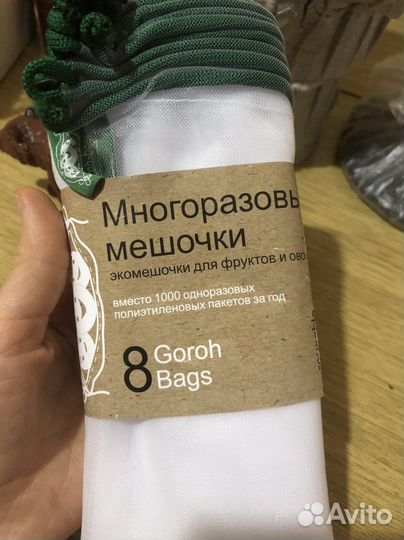 Многоразовы
мешочки
экомешочки для фруктов и ово
вместо 1000 одноразовых
полиэтиленовых пакетов за год
8 Goroh
Bags
Avito